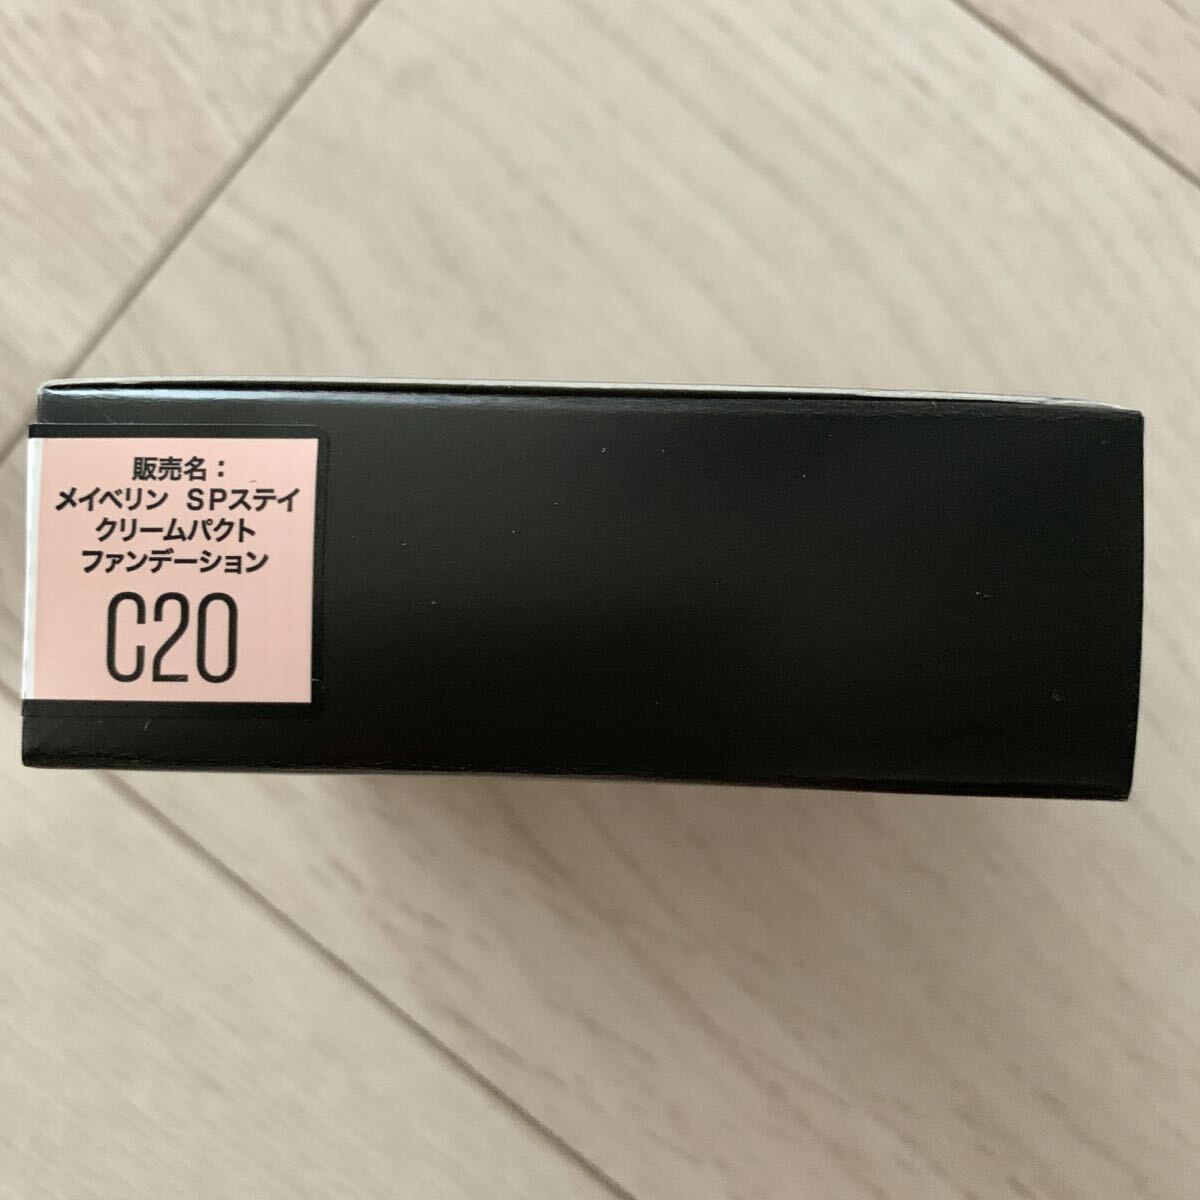 販売名：
メイベリン SPステイ
クリームパクト
ファンデーション
C20